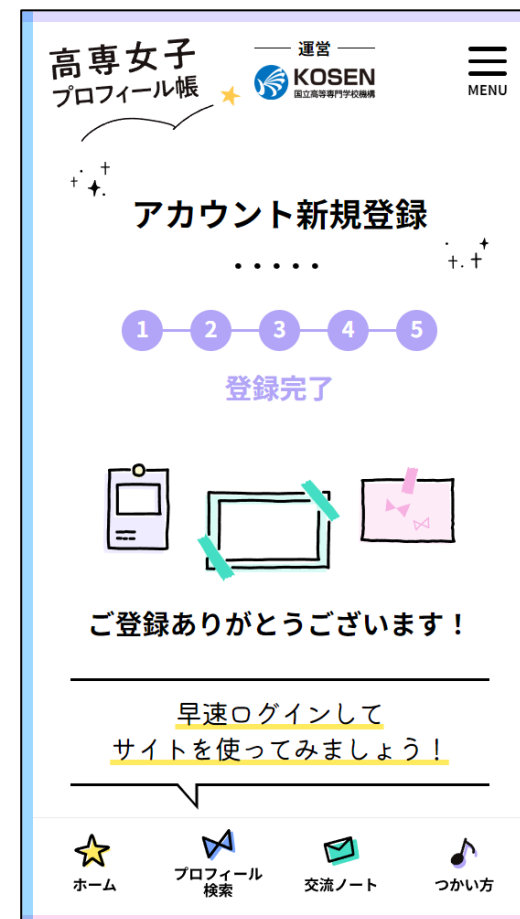 高専女子
プロフィール帳
運営
KOSEN
国立高等専門学校機構
MENU
アカウント新規登録
1 2 3 4 5
登録完了
ご登録ありがとうございます！
早速ログインして
サイトを使ってみましょう！
ホーム
プロフィール
検索
交流ノート
つかい方